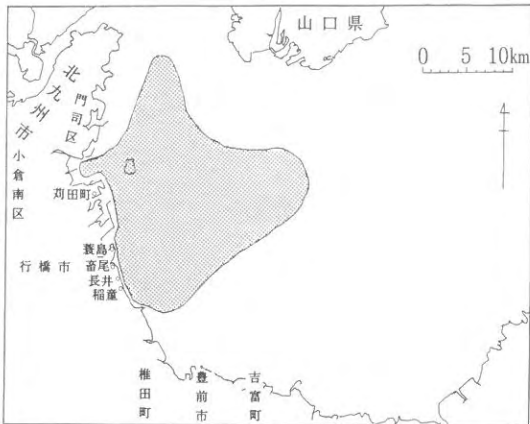 山口県
0 5 10km
北九州市
門司区
小倉南区
苅田町
蓑島
行橋市
沓尾
長井
稲童
椎田町
豊前市
吉富町